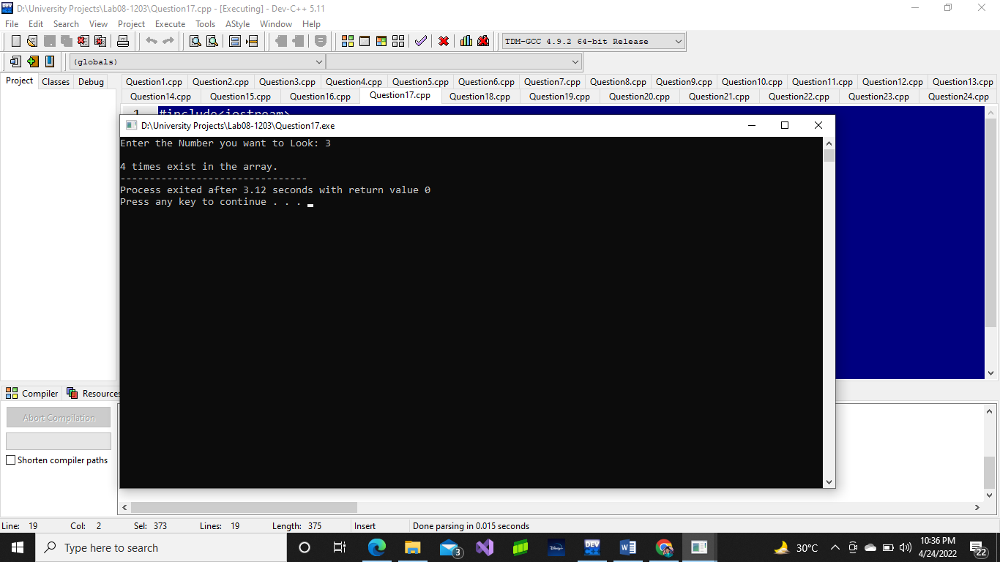 D:\University Projects\Lab08-1203\Question17.cpp - [Executing] - Dev-C++ 5.11
File Edit Search View Project Execute Tools AStyle Window Help
TDM-GCC 4.9.2 64-bit Release
(globals)
Project Classes Debug
Question1.cpp Question2.cpp Question3.cpp Question4.cpp Question5.cpp Question6.cpp Question7.cpp Question8.cpp Question9.cpp Question10.cpp Question11.cpp Question12.cpp Question13.cpp
Question14.cpp Question15.cpp Question16.cpp Question17.cpp Question18.cpp Question19.cpp Question20.cpp Question21.cpp Question22.cpp Question23.cpp Question24.cpp
1 #include<iostream>
D:\University Projects\Lab08-1203\Question17.exe
Enter the Number you want to Look: 3
4 times exist in the array.
--------------------------------
Process exited after 3.12 seconds with return value 0
Press any key to continue . . .
Compiler Resources
Abort Compilation
Shorten compiler paths
Line: 19 Col: 2 Sel: 373 Lines: 19 Length: 375 Insert Done parsing in 0.015 seconds
Type here to search
3
Disney+
DEV
30°C
10:36 PM
4/24/2022
22